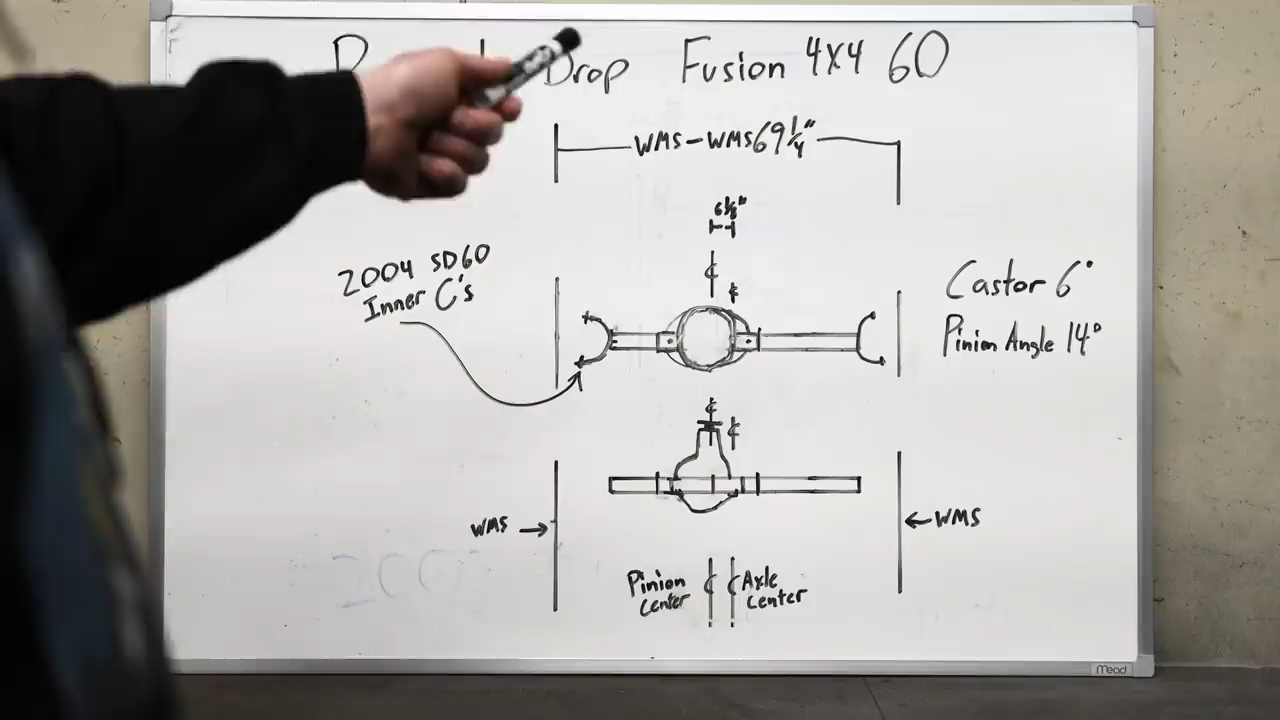 Drop Fusion 4x4 60
WMS-WMS 69 1/4"
6 1/8"
2004 SD60
Inner C's
Castor 6°
Pinion Angle 14°
WMS
WMS
Pinion
Center
Axle
Center
Mead